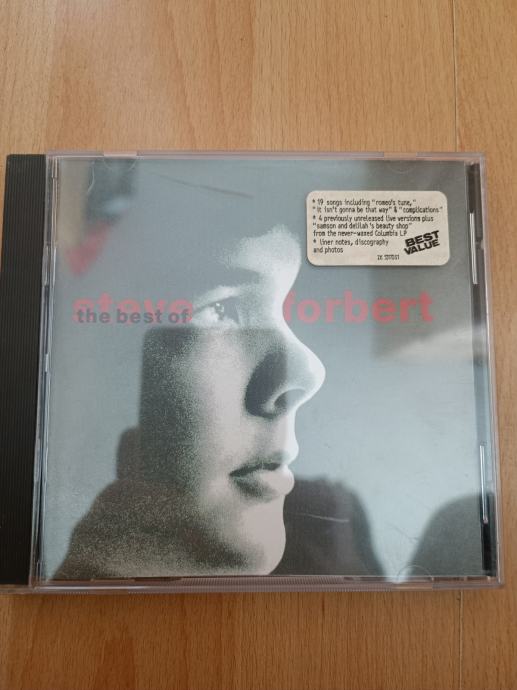 * 19 songs including "romeo's tune,"
"it isn't gonna be that way" & "complications"
* 4 previously unreleased live versions plus
"samson and delilah's beauty shop"
from the never-waxed Columbia LP
* liner notes, discography
and photos
BEST
VALUE
steve forbert
the best of